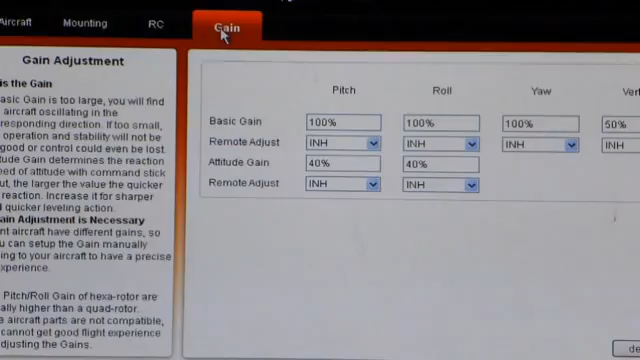 Aircraft Mounting RC Gain
Gain Adjustment
is the Gain
asic Gain is too large, you will find
aircraft oscillating in the
responding direction. If too small,
operation and stability will not be
good or control could even be lost.
tude Gain determines the reaction
eed of attitude with command stick
ut, the larger the value the quicker
reaction. Increase it for sharper
quicker leveling action.
ain Adjustment is Necessary
nt aircraft have different gains, so
u can setup the Gain manually
ing to your aircraft to have a precise
xperience.
Pitch/Roll Gain of hexa-rotor are
ally higher than a quad-rotor.
e aircraft parts are not compatible,
cannot get good flight experience
djusting the Gains.
Pitch Roll Yaw Vert
Basic Gain 100% 100% 100% 50%
Remote Adjust INH INH INH INH
Attitude Gain 40% 40%
Remote Adjust INH INH
de